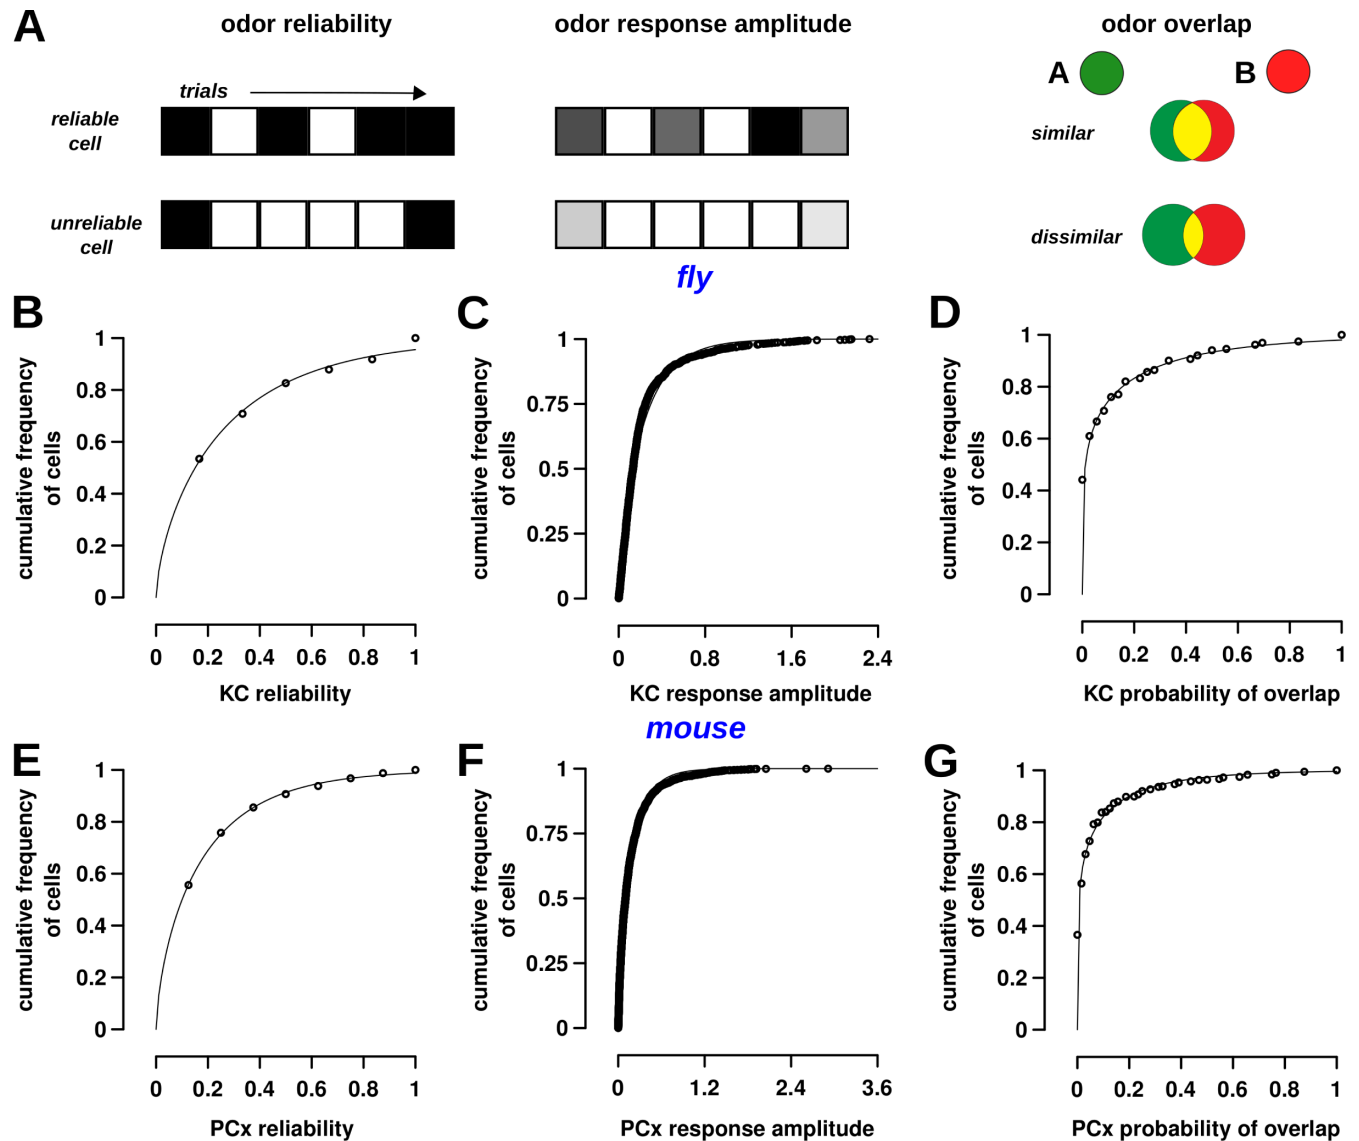 A
odor reliability
odor response amplitude
odor overlap
trials
reliable
cell
unreliable
cell
A
B
similar
dissimilar
fly
B
cumulative frequency
of cells
1
0.8
0.6
0.4
0.2
0
0 0.2 0.4 0.6 0.8 1
KC reliability
C
cumulative frequency
of cells
1
0.75
0.5
0.25
0
0 0.8 1.6 2.4
KC response amplitude
D
cumulative frequency
of cells
1
0.8
0.6
0.4
0.2
0
0 0.2 0.4 0.6 0.8 1
KC probability of overlap
mouse
E
cumulative frequency
of cells
1
0.8
0.6
0.4
0.2
0
0 0.2 0.4 0.6 0.8 1
PCx reliability
F
cumulative frequency
of cells
1
0.75
0.5
0.25
0
0 1.2 2.4 3.6
PCx response amplitude
G
cumulative frequency
of cells
1
0.8
0.6
0.4
0.2
0
0 0.2 0.4 0.6 0.8 1
PCx probability of overlap